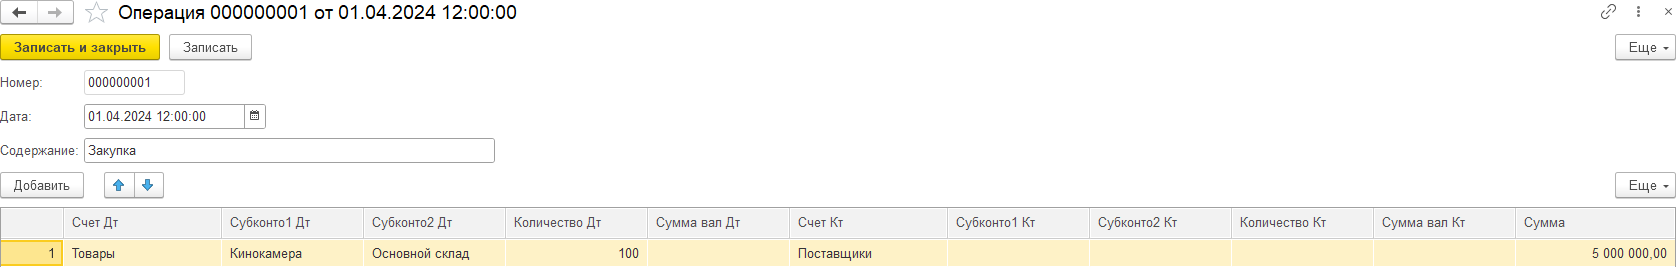 Операция 000000001 от 01.04.2024 12:00:00
Записать и закрыть Записать Еще
Номер: 000000001
Дата: 01.04.2024 12:00:00
Содержание: Закупка
Добавить Еще
Счет Дт Субконто1 Дт Субконто2 Дт Количество Дт Сумма вал Дт Счет Кт Субконто1 Кт Субконто2 Кт Количество Кт Сумма вал Кт Сумма
1 Товары Кинокамера Основной склад 100 Поставщики 5 000 000,00